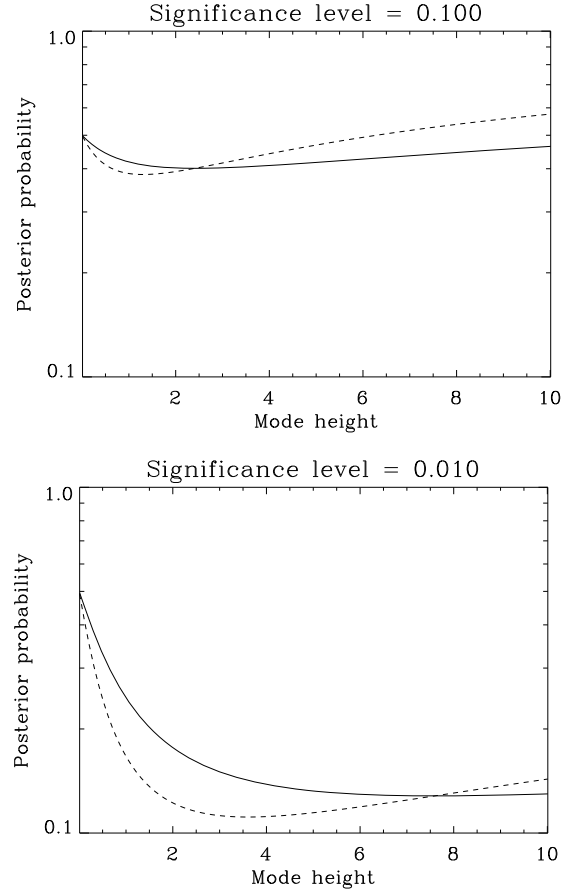 Significance level = 0.100
1.0
Posterior probability
0.1
2 4 6 8 10
Mode height
Significance level = 0.010
1.0
Posterior probability
0.1
2 4 6 8 10
Mode height